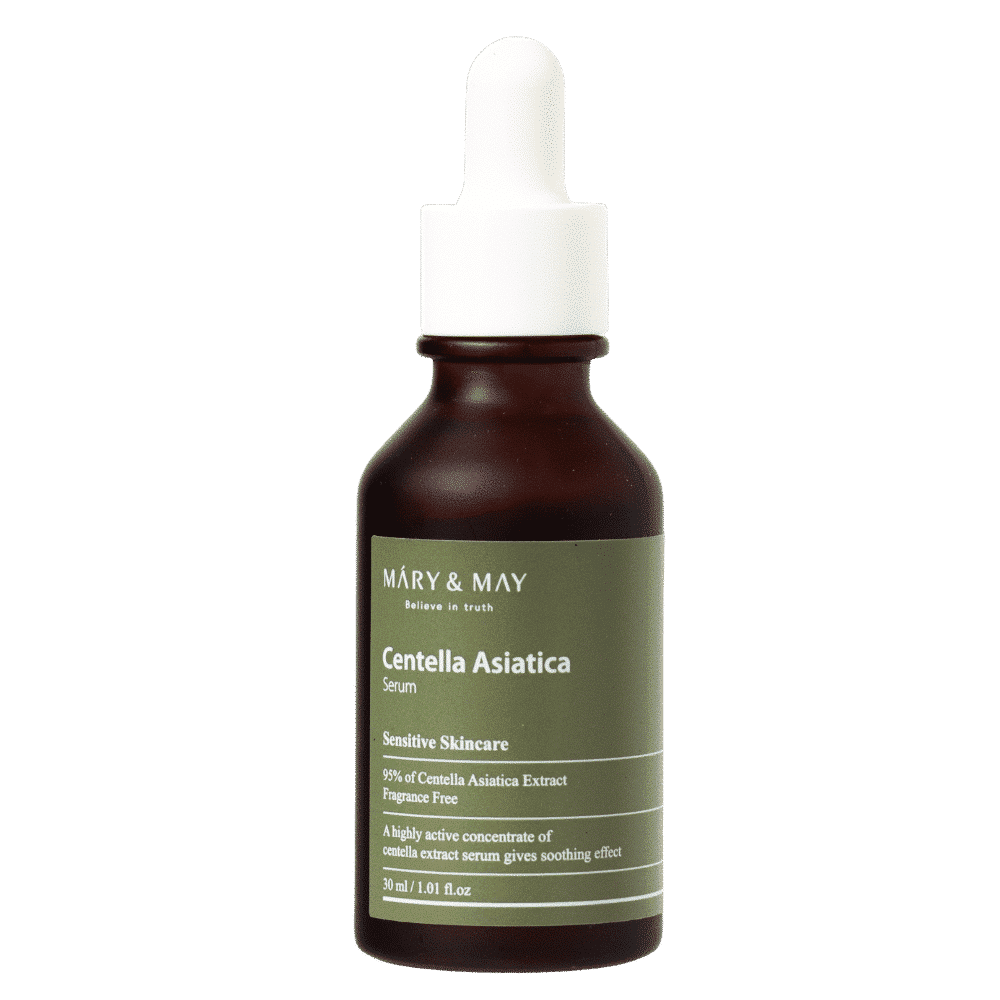 MÁRY & MAY
Believe in truth
Centella Asiatica
Serum
Sensitive Skincare
95% of Centella Asiatica Extract
Fragrance Free
A highly active concentrate of
centella extract serum gives soothing effect
30 ml / 1.01 fl.oz